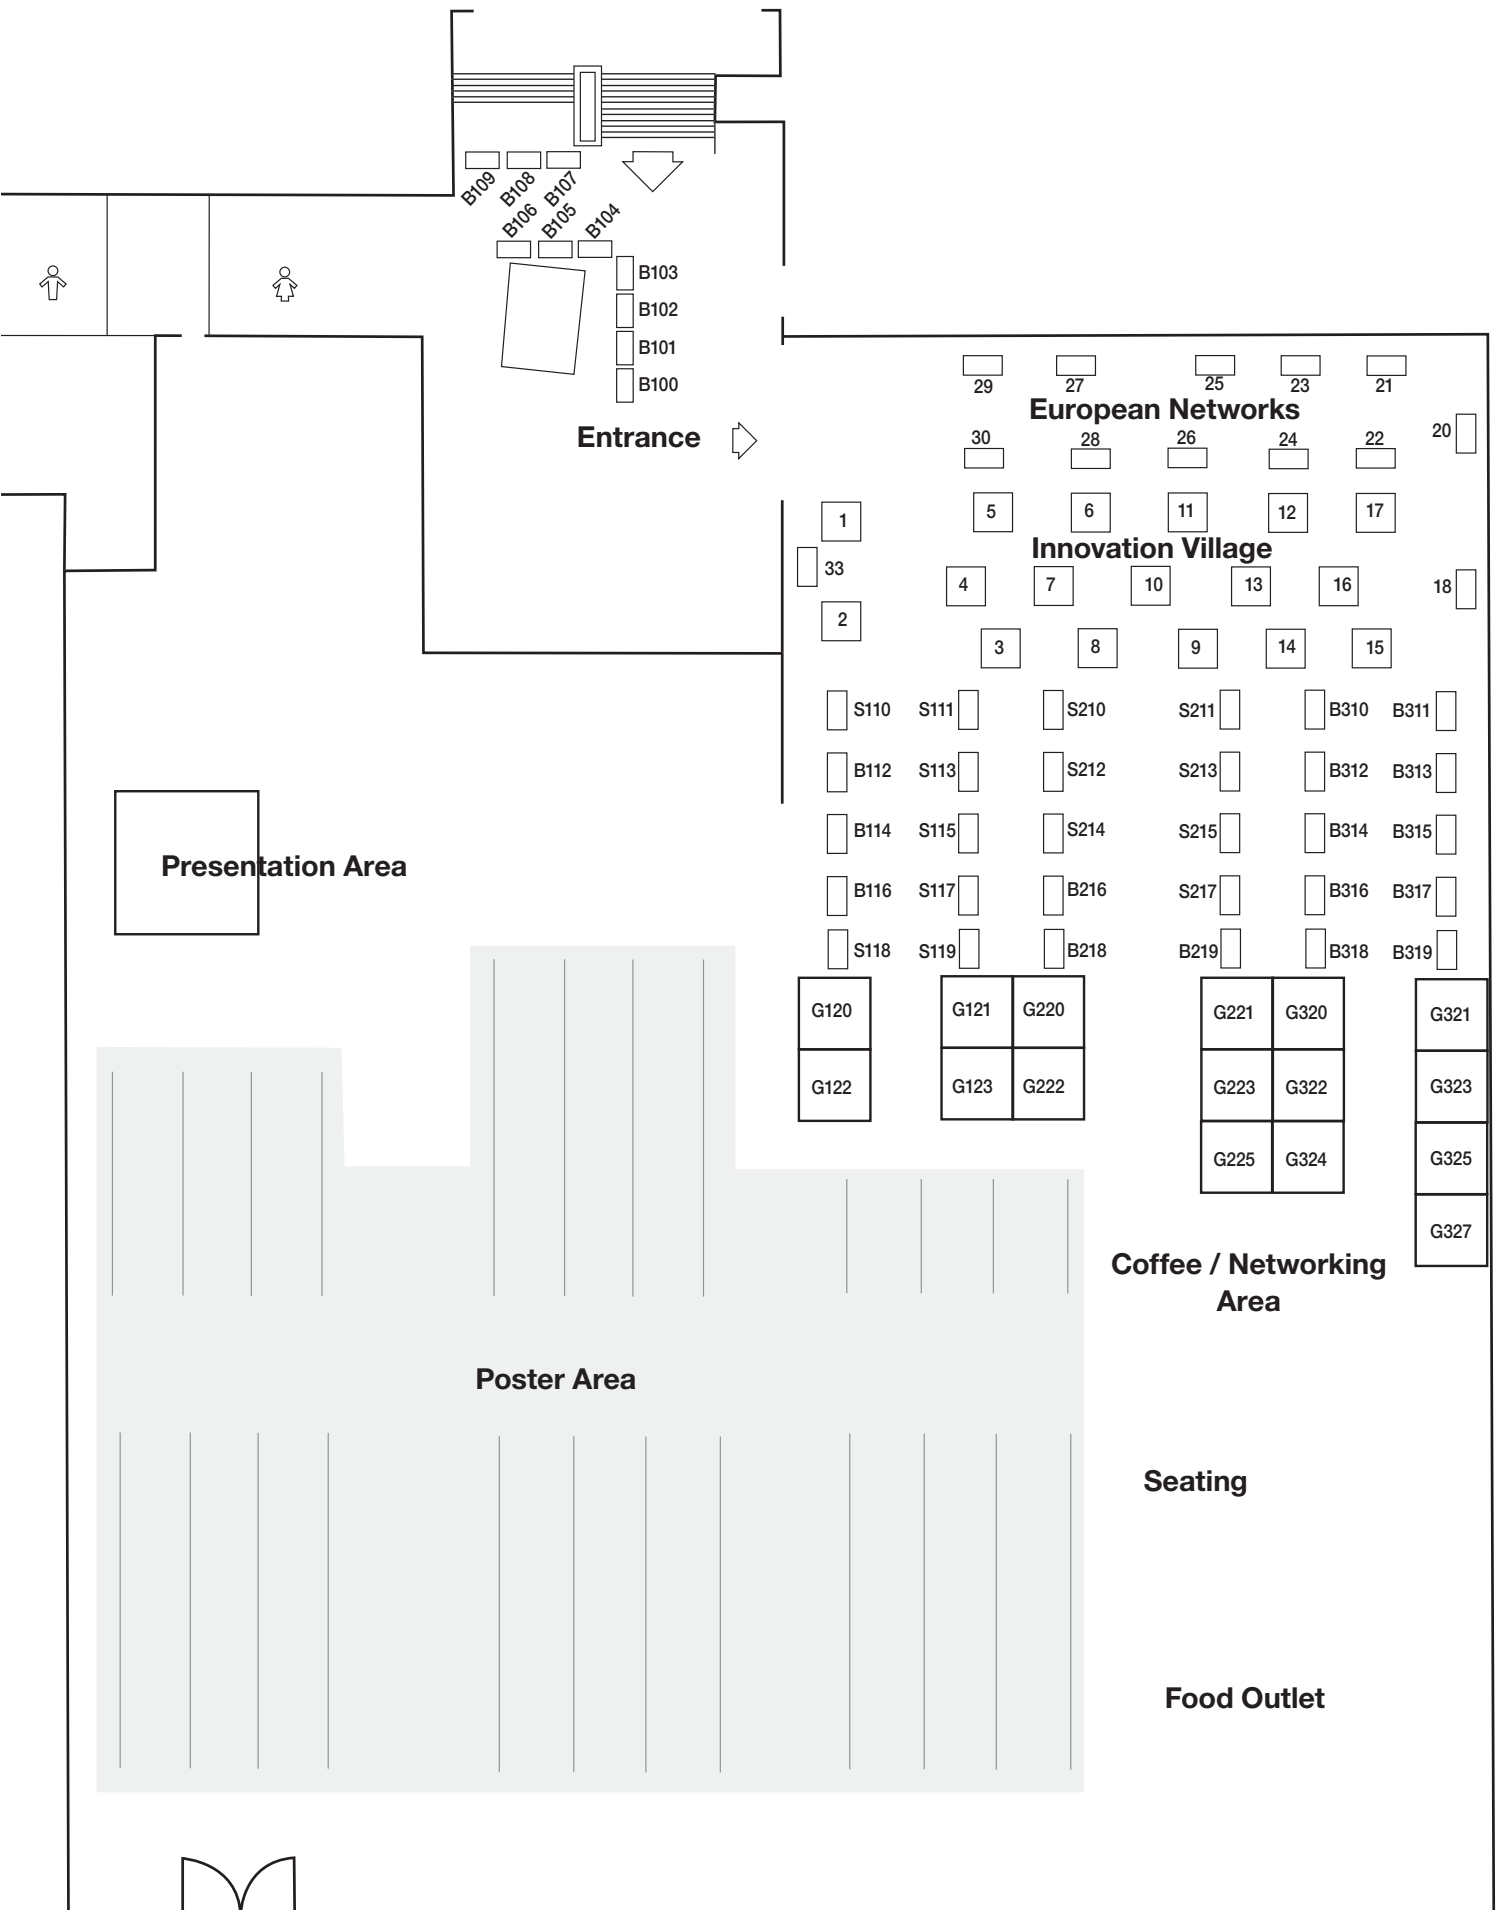 B109
B108
B107
B106
B105
B104
B103
B102
B101
B100
Entrance
29
27
25
23
21
European Networks
20
30
28
26
24
22
1
5
6
11
12
17
Innovation Village
33
4
7
10
13
16
18
2
3
8
9
14
15
S110
S111
S210
S211
B310
B311
B112
S113
S212
S213
B312
B313
B114
S115
S214
S215
B314
B315
Presentation Area
B116
S117
B216
S217
B316
B317
S118
S119
B218
B219
B318
B319
G120
G121
G220
G221
G320
G321
G122
G123
G222
G223
G322
G323
G225
G324
G325
G327
Coffee / Networking
Area
Poster Area
Seating
Food Outlet